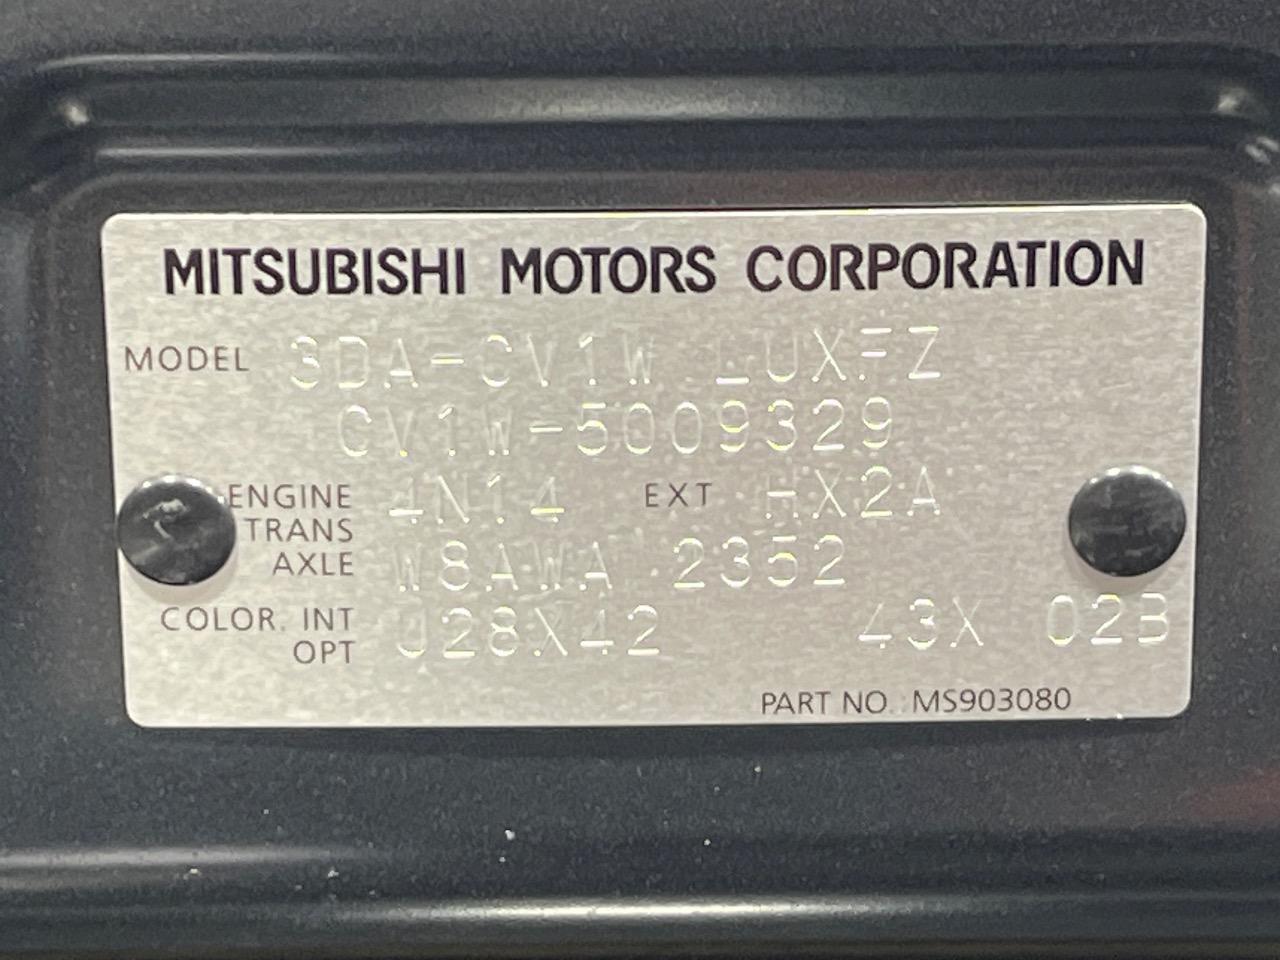 MITSUBISHI MOTORS CORPORATION
MODEL 3DA-CV1W LUXFZ
CV1W-5009329
ENGINE 4N14 EXT HX2A
TRANS
AXLE W8AWA 2352
COLOR. INT
OPT J28X42 43X 02B
PART NO. MS903080